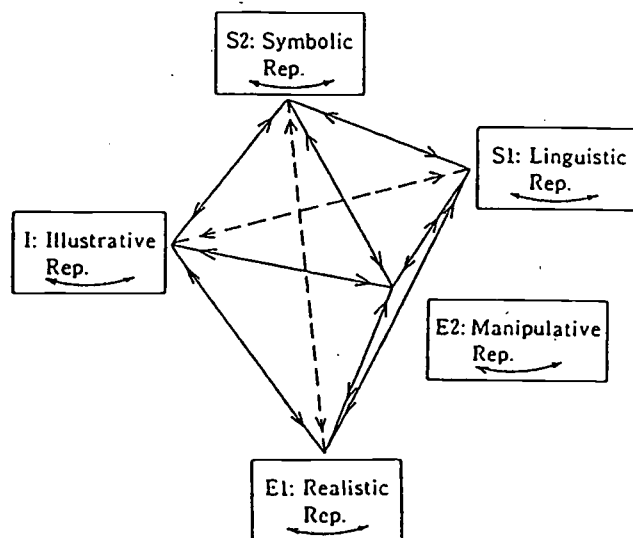 S2: Symbolic
Rep.
S1: Linguistic
Rep.
I: Illustrative
Rep.
E2: Manipulative
Rep.
E1: Realistic
Rep.